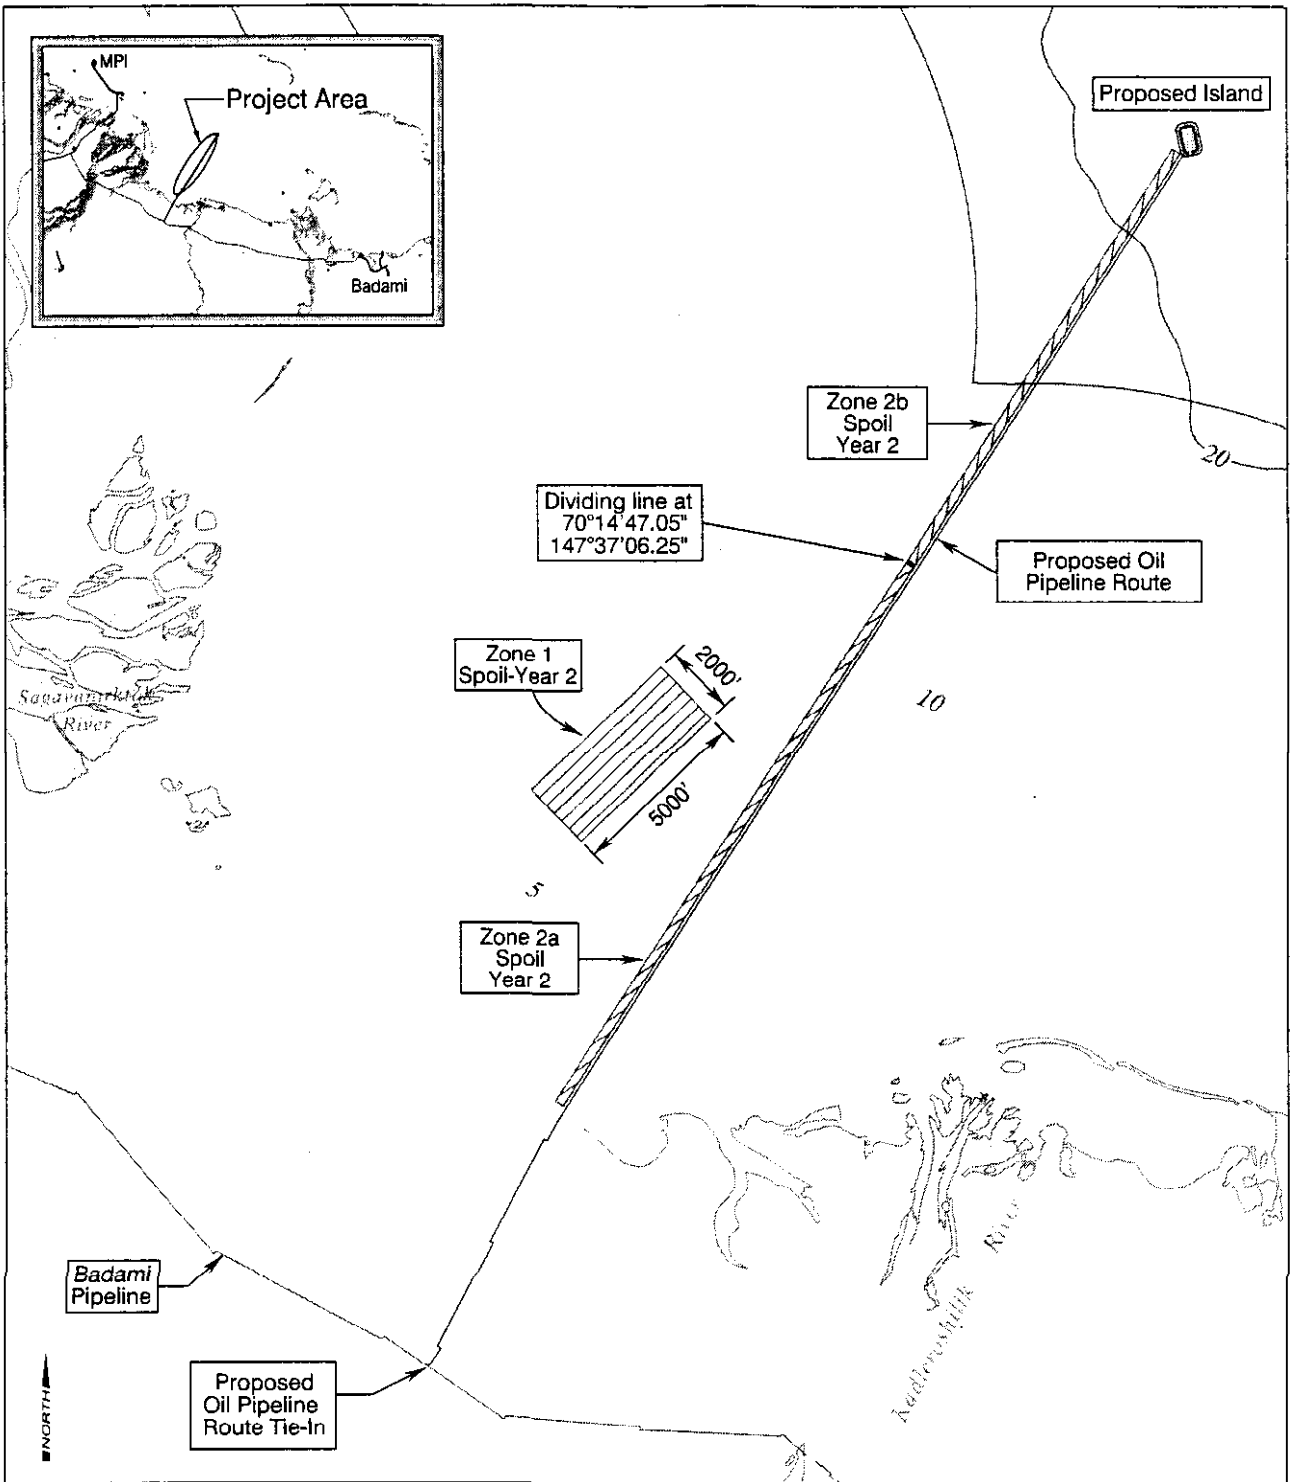 MPI
Project Area
Badami
Proposed Island
Zone 2b
Spoil
Year 2
20
Dividing line at
70°14'47.05"
147°37'06.25"
Proposed Oil
Pipeline Route
Zone 1
Spoil-Year 2
2000'
10
5000'
Sagavanirktok
River
5
Zone 2a
Spoil
Year 2
Badami
Pipeline
Kadleroshilik River
Proposed
Oil Pipeline
Route Tie-In
NORTH